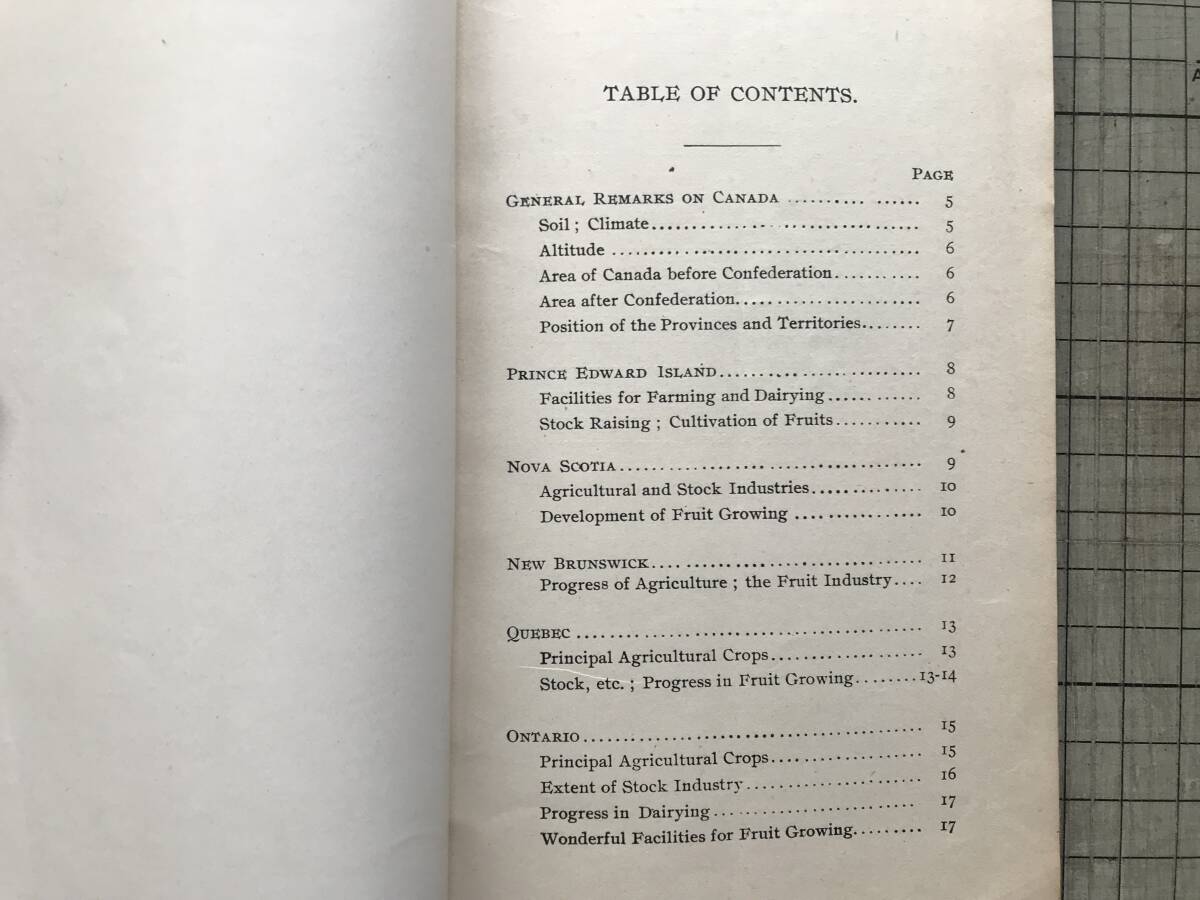 TABLE OF CONTENTS.
PAGE
GENERAL REMARKS ON CANADA .......... ...... 5
Soil ; Climate.................................. 5
Altitude ....................................... 6
Area of Canada before Confederation........... 6
Area after Confederation....................... 6
Position of the Provinces and Territories........ 7
PRINCE EDWARD ISLAND.......................... 8
Facilities for Farming and Dairying............ 8
Stock Raising ; Cultivation of Fruits........... 9
NOVA SCOTIA...................................... 9
Agricultural and Stock Industries.............. 10
Development of Fruit Growing ................ 10
NEW BRUNSWICK.................................. 11
Progress of Agriculture ; the Fruit Industry.... 12
QUEBEC ........................................... 13
Principal Agricultural Crops................... 13
Stock, etc. ; Progress in Fruit Growing........13-14
ONTARIO.......................................... 15
Principal Agricultural Crops................... 15
Extent of Stock Industry...................... 16
Progress in Dairying .......................... 17
Wonderful Facilities for Fruit Growing......... 17
A